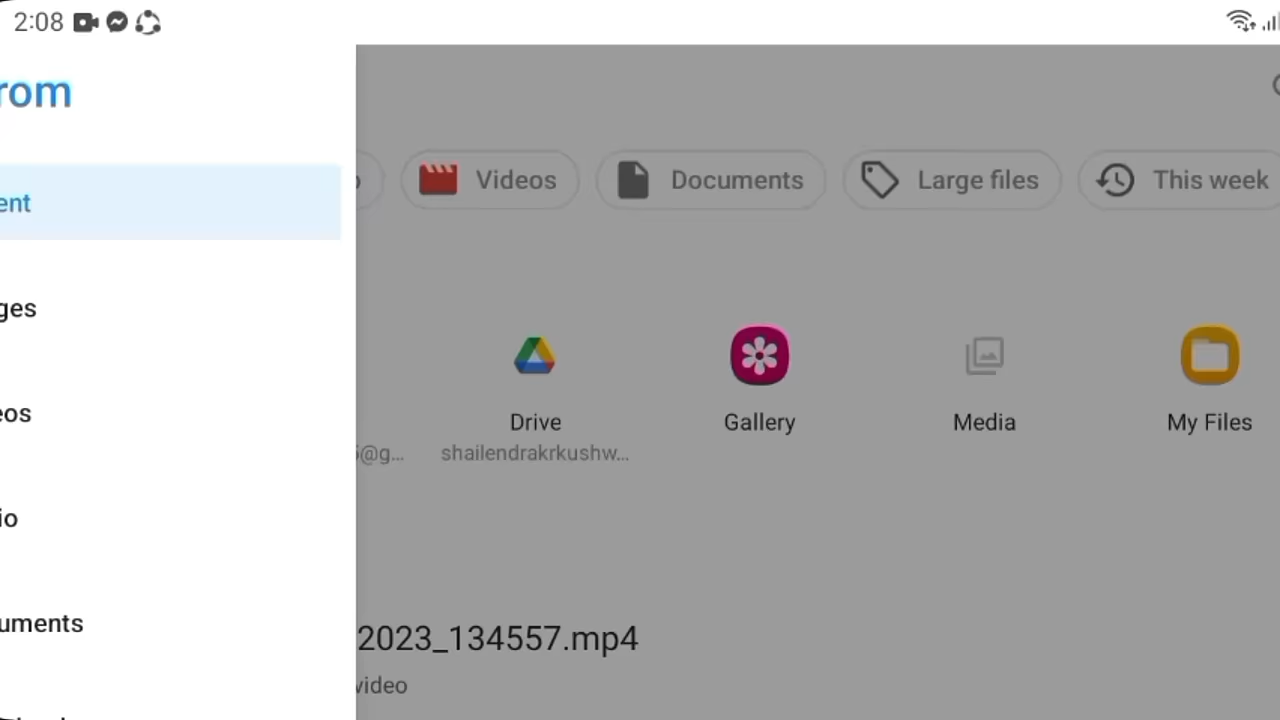 2:08
rom
ent
ges
eos
io
uments
Videos
Documents
Large files
This week
Drive
Gallery
Media
My Files
5@g...
shailendrakrkushw...
2023_134557.mp4
video